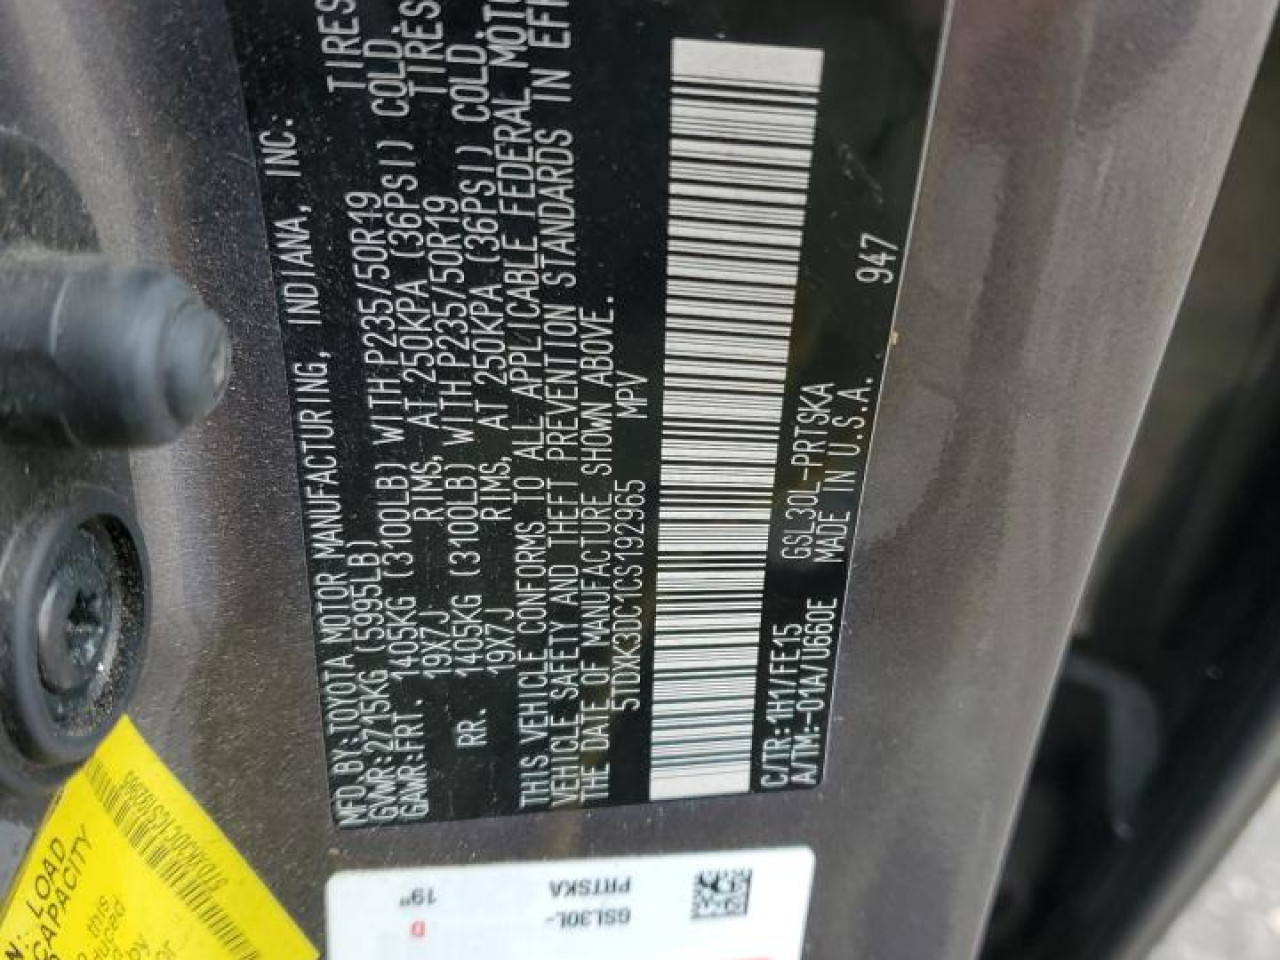 MFD.BY:TOYOTA MOTOR MANUFACTURING, INDIANA, INC.
GVWR:2715KG (5995LB)
GAWR:FRT. 1405KG (3100LB) WITH P235/50R19 TIRES
19X7J RIMS, AT 250KPA (36PSI) COLD
RR. 1405KG (3100LB) WITH P235/50R19 TIRES
19X7J RIMS, AT 250KPA (36PSI) COLD
THIS VEHICLE CONFORMS TO ALL APPLICABLE FEDERAL MOTO
VEHICLE SAFETY AND THEFT PREVENTION STANDARDS IN EFF
THE DATE OF MANUFACTURE SHOWN ABOVE.
5TDXK3DC1CS192965 MPV
C/TR:1H1/FE15 GSL30L-PRTSKA 947
A/TM:-01A/U660E MADE IN U.S.A.
LOAD
CAPACITY
this
GSL30L-
PRTSKA
19"
D